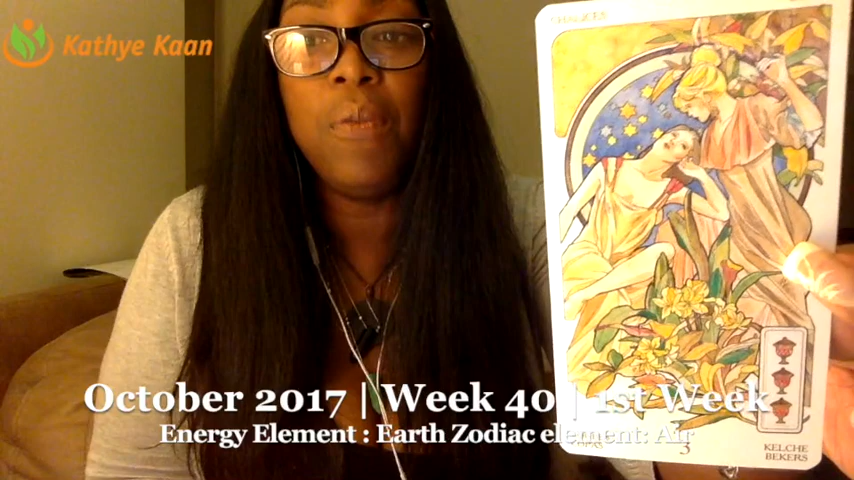 Kathye Kaan
October 2017 | Week 40 | 1st Week
Energy Element : Earth Zodiac element: Air
3
KELCHE
BEKERS